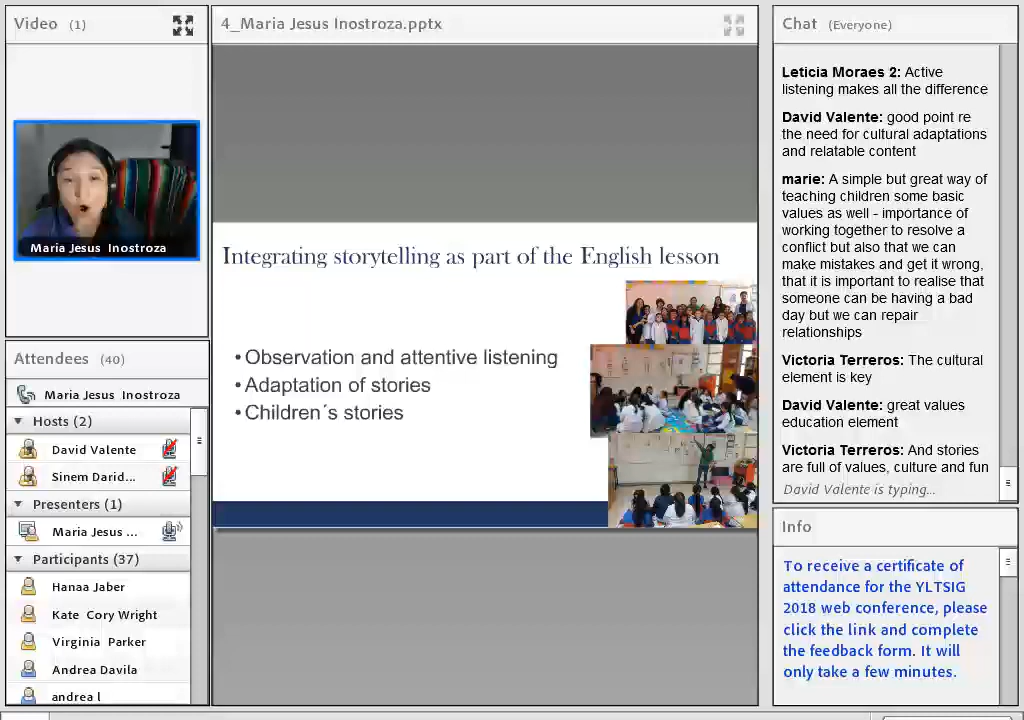 Video (1)
Maria Jesus Inostroza
Attendees (40)
Maria Jesus Inostroza
Hosts (2)
David Valente
Sinem Darid...
Presenters (1)
Maria Jesus ...
Participants (37)
Hanaa Jaber
Kate Cory Wright
Virginia Parker
Andrea Davila
andrea l
4_Maria Jesus Inostroza.pptx
Integrating storytelling as part of the English lesson
• Observation and attentive listening
• Adaptation of stories
• Children´s stories
Chat (Everyone)
Leticia Moraes 2: Active
listening makes all the difference
David Valente: good point re
the need for cultural adaptations
and relatable content
marie: A simple but great way of
teaching children some basic
values as well - importance of
working together to resolve a
conflict but also that we can
make mistakes and get it wrong,
that it is important to realise that
someone can be having a bad
day but we can repair
relationships
Victoria Terreros: The cultural
element is key
David Valente: great values
education element
Victoria Terreros: And stories
are full of values, culture and fun
David Valente is typing...
Info
To receive a certificate of
attendance for the YLTSIG
2018 web conference, please
click the link and complete
the feedback form. It will
only take a few minutes.